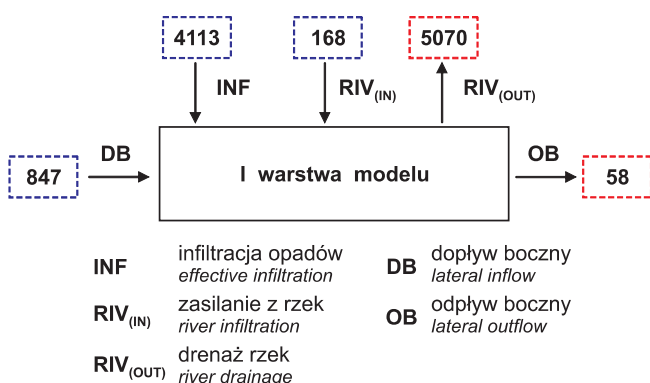 4113 168 5070
INF RIV(IN) RIV(OUT)
DB OB
847 I warstwa modelu 58
INF infiltracja opadów DB dopływ boczny
effective infiltration lateral inflow
RIV(IN) zasilanie z rzek OB odpływ boczny
river infiltration lateral outflow
RIV(OUT) drenaż rzek
river drainage